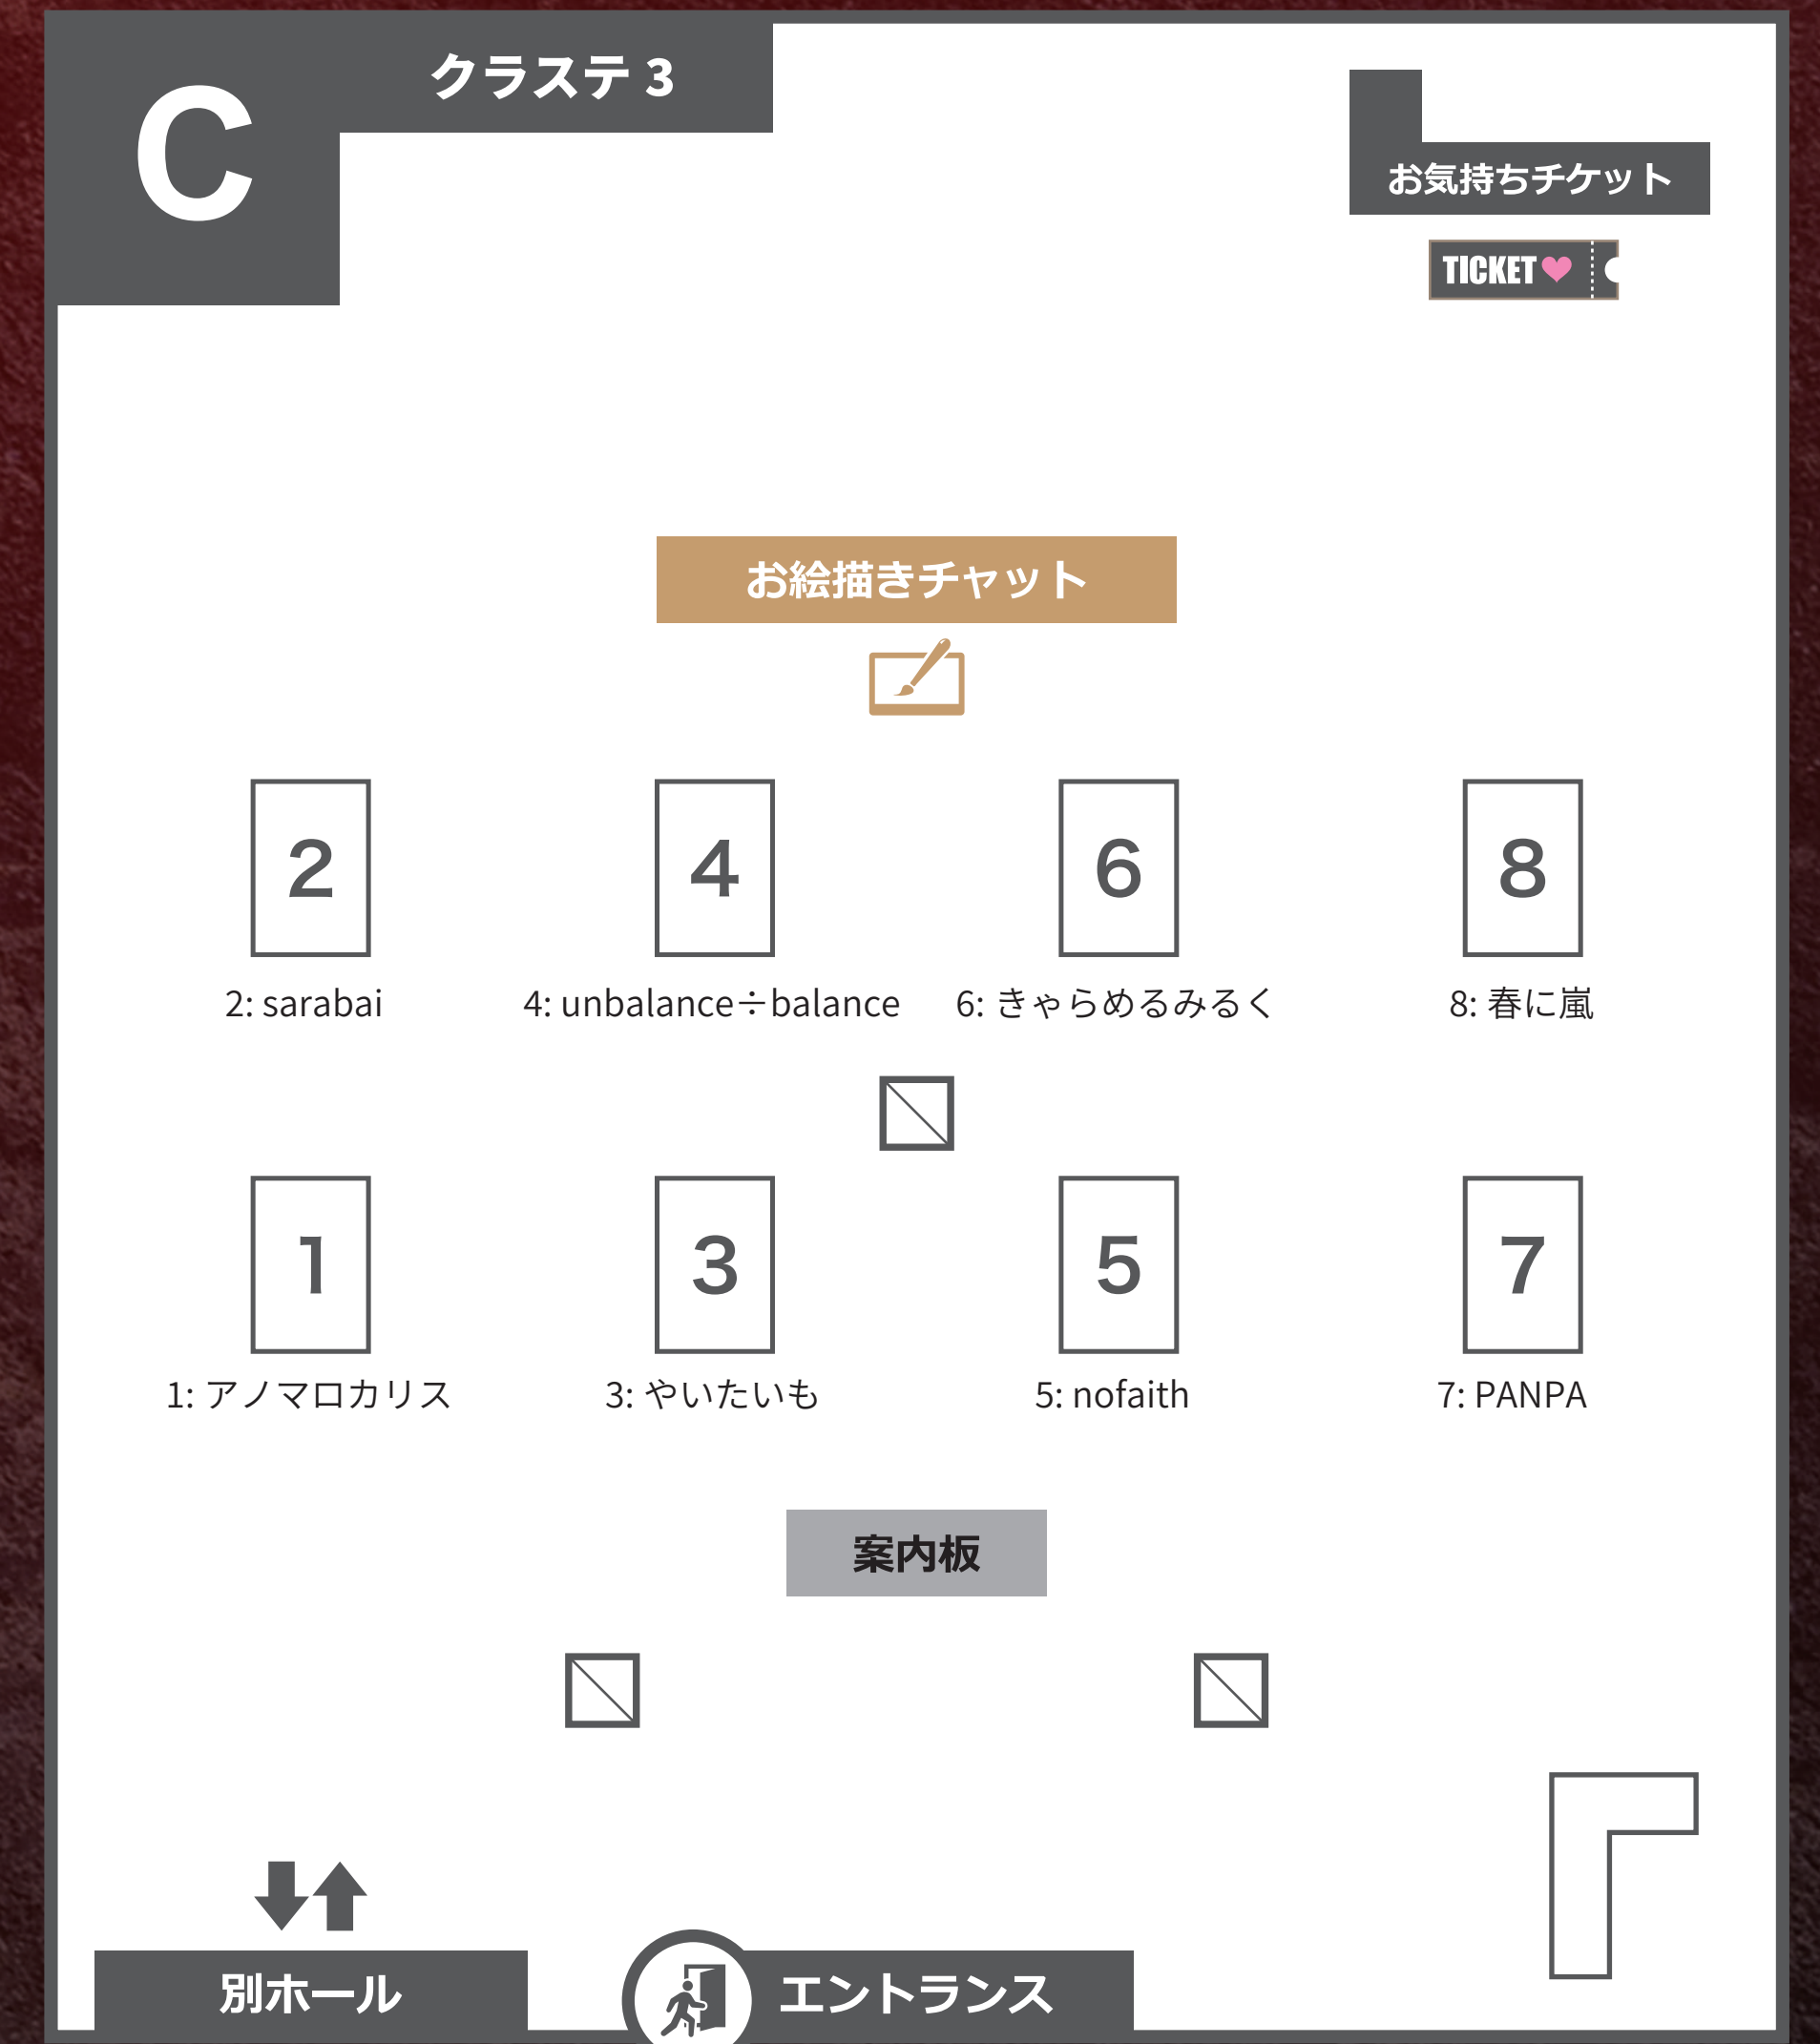 C
クラステ 3
お気持ちチケット
TICKET
お絵描きチャット
2
4
6
8
2: sarabai
4: unbalance÷balance
6: きゃらめるみるく
8: 春に嵐
1
3
5
7
1: アノマロカリス
3: やいたいも
5: nofaith
7: PANPA
案内板
別ホール
エントランス